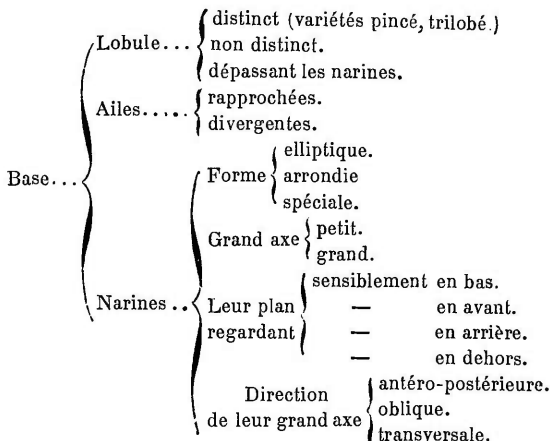 distinct (variétés pincé, trilobé.)
Lobule... non distinct.
dépassant les narines.
Ailes..... rapprochées.
divergentes.
Base...
Forme elliptique.
arrondie
spéciale.
Grand axe petit.
grand.
Narines .. Leur plan regardant
sensiblement en bas.
— en avant.
— en arrière.
— en dehors.
Direction
de leur grand axe
antéro-postérieure.
oblique.
transversale.